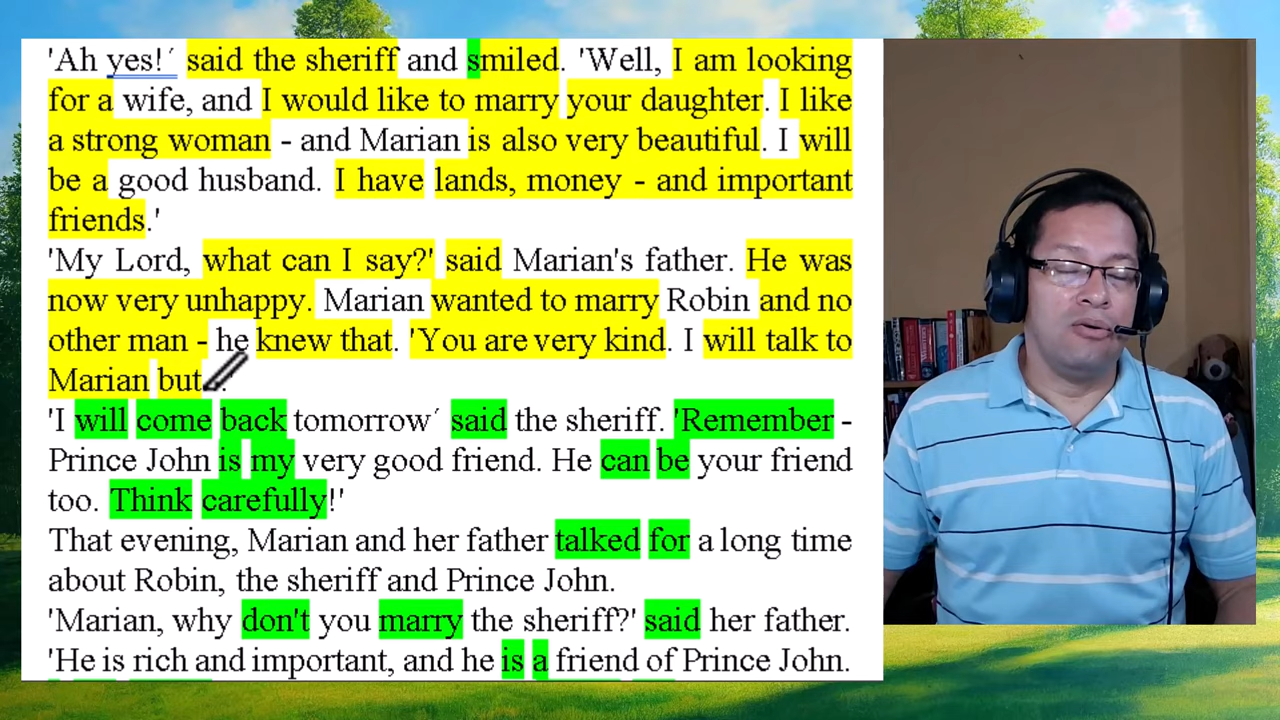 'Ah yes!´ said the sheriff and smiled. 'Well, I am looking
for a wife, and I would like to marry your daughter. I like
a strong woman - and Marian is also very beautiful. I will
be a good husband. I have lands, money - and important
friends.'
'My Lord, what can I say?' said Marian's father. He was
now very unhappy. Marian wanted to marry Robin and no
other man - he knew that. 'You are very kind. I will talk to
Marian but..
'I will come back tomorrow´ said the sheriff. 'Remember -
Prince John is my very good friend. He can be your friend
too. Think carefully!'
That evening, Marian and her father talked for a long time
about Robin, the sheriff and Prince John.
'Marian, why don't you marry the sheriff?' said her father.
'He is rich and important, and he is a friend of Prince John.